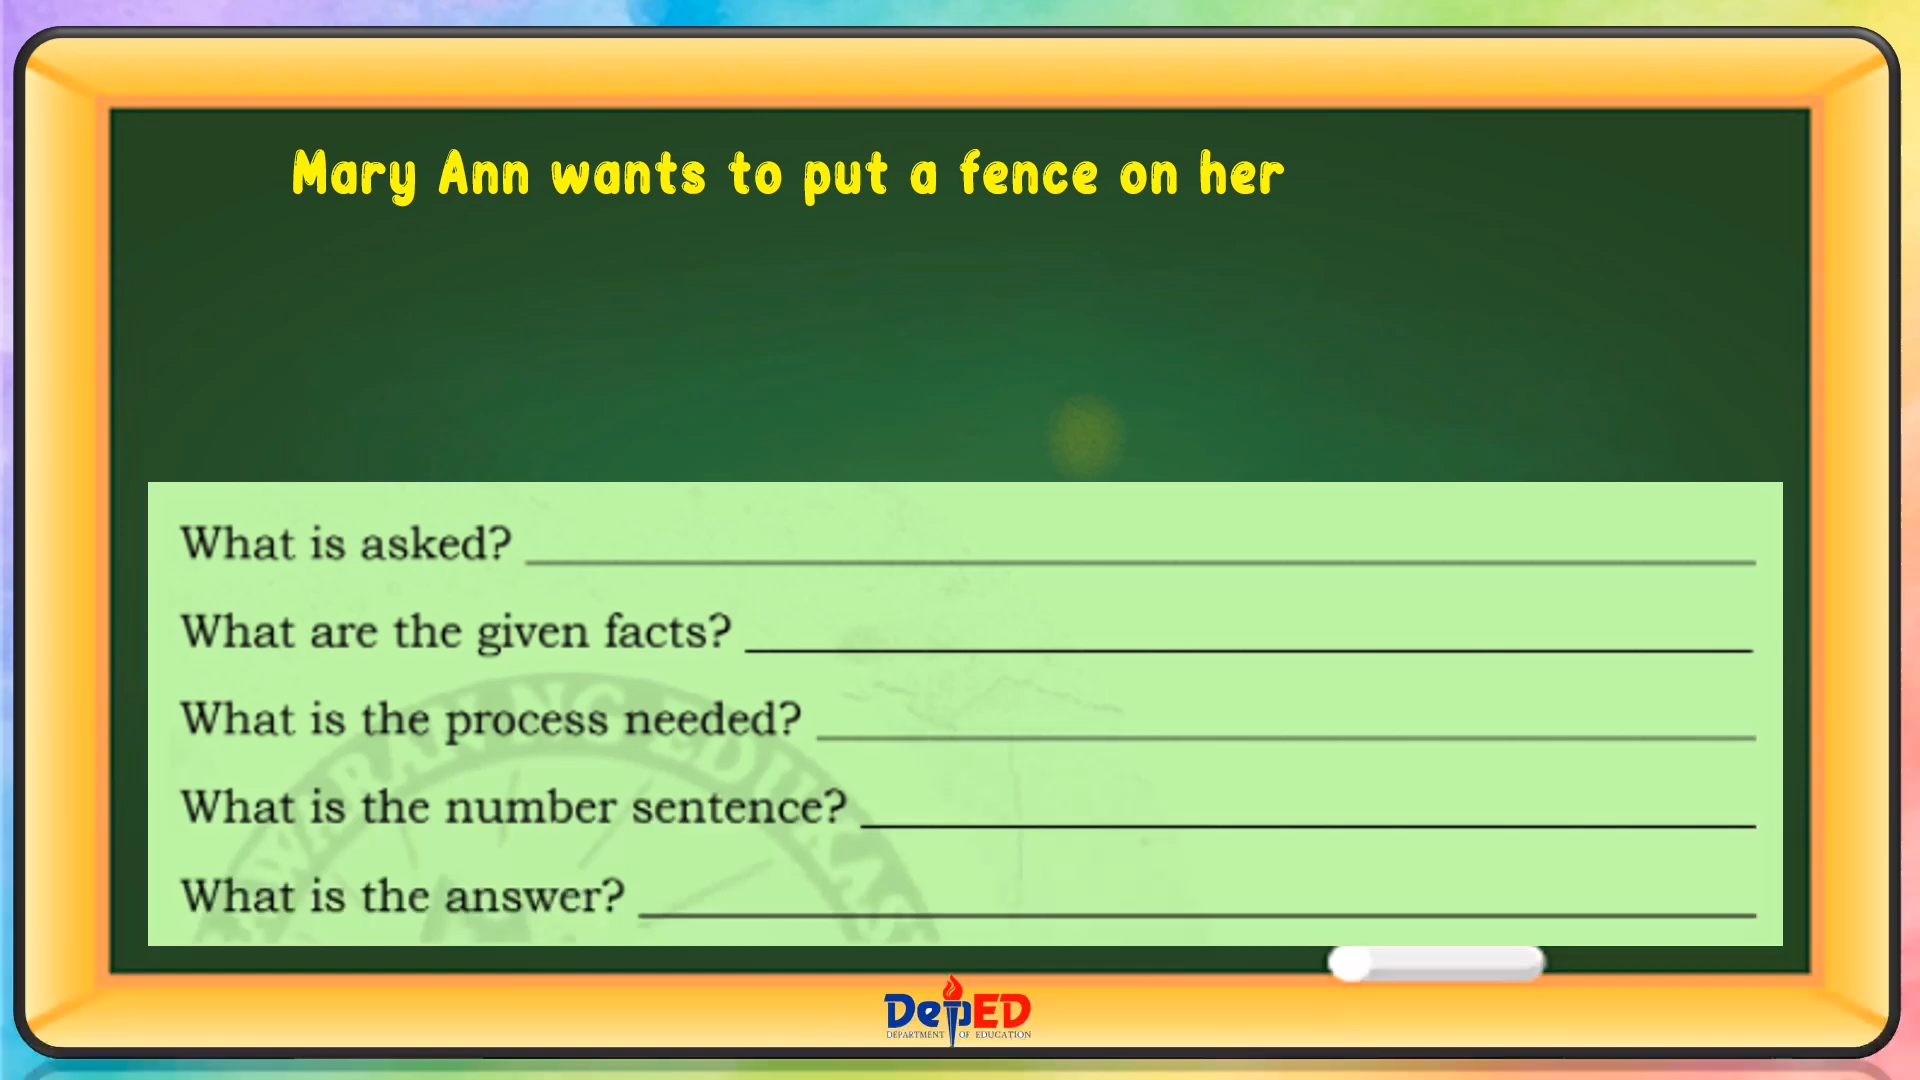 Mary Ann wants to put a fence on her
What is asked?
What are the given facts?
What is the process needed?
What is the number sentence?
What is the answer?
DepED
DEPARTMENT OF EDUCATION